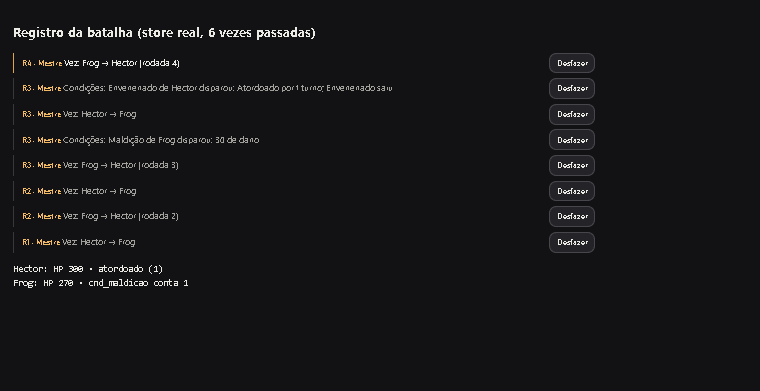 Registro da batalha (store real, 6 vezes passadas)
R4 · Mestre Vez: Frog → Hector (rodada 4) Desfazer
R3 · Mestre Condições: Envenenado de Hector disparou: Atordoado por 1 turno; Envenenado saiu Desfazer
R3 · Mestre Vez: Hector → Frog Desfazer
R3 · Mestre Condições: Maldição de Frog disparou: 30 de dano Desfazer
R3 · Mestre Vez: Frog → Hector (rodada 3) Desfazer
R2 · Mestre Vez: Hector → Frog Desfazer
R2 · Mestre Vez: Frog → Hector (rodada 2) Desfazer
R1 · Mestre Vez: Hector → Frog Desfazer
Hector: HP 300 • atordoado (1)
Frog: HP 270 • cnd_maldicao conta 1